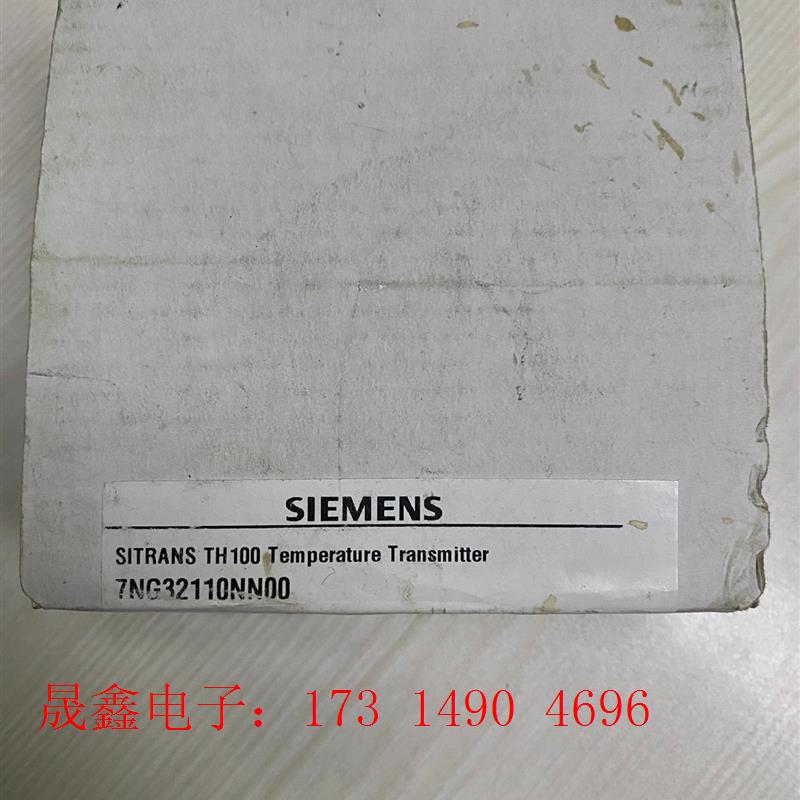 SIEMENS
SITRANS TH100 Temperature Transmitter
7NG32110NN00
晟鑫电子：173 1490 4696